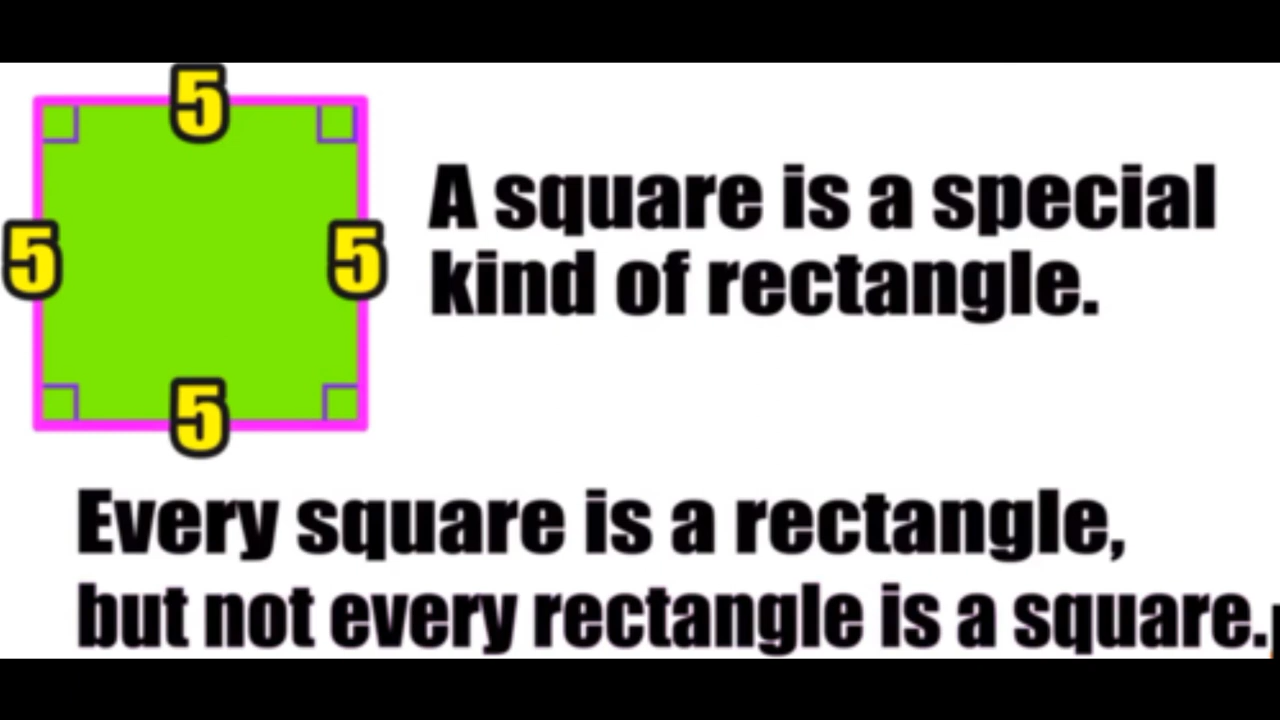 5
5
5
5
A square is a special
kind of rectangle.
Every square is a rectangle,
but not every rectangle is a square.